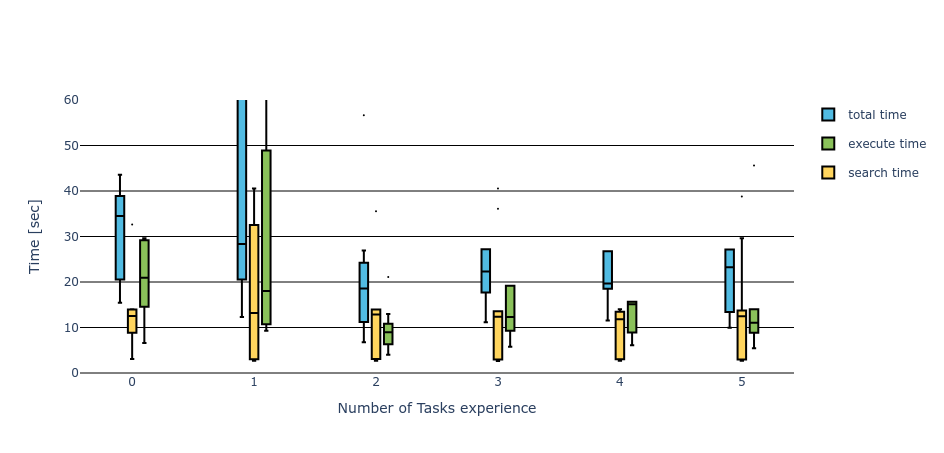 60
50
40
30
20
10
0
0 1 2 3 4 5
Time [sec]
Number of Tasks experience
total time
execute time
search time